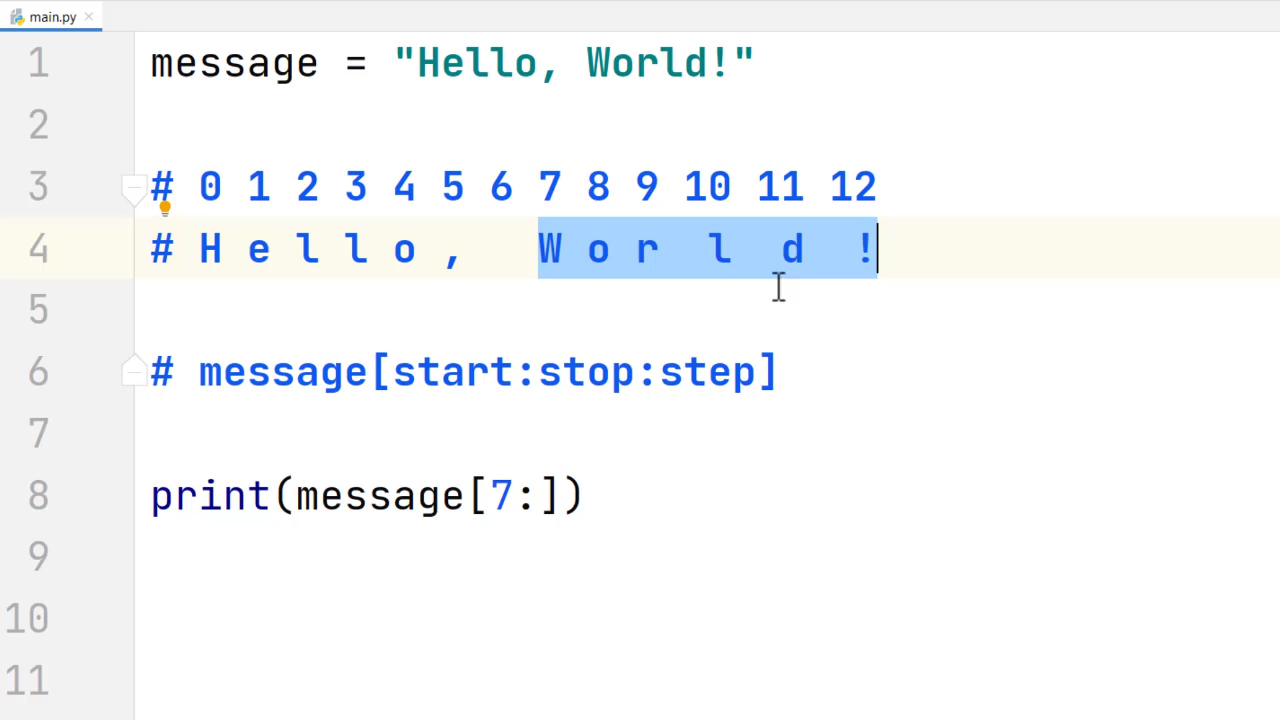 main.py
1 message = "Hello, World!"
2
3 # 0 1 2 3 4 5 6 7 8 9 10 11 12
4 # H e l l o ,   W o r  l  d  !
5
6 # message[start:stop:step]
7
8 print(message[7:])
9
10
11